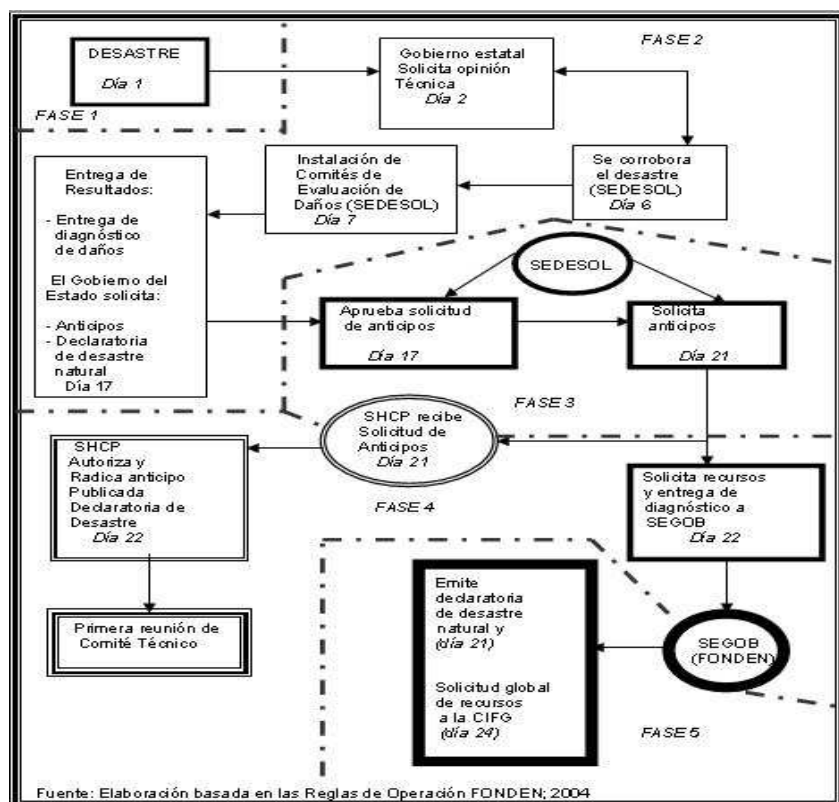 DESASTRE
Día 1
FASE 1
Gobierno estatal
Solicita opinión
Técnica
Día 2
FASE 2
Se corrobora
el desastre
(SEDESOL)
Día 6
Instalación de
Comités de
Evaluación de
Daños (SEDESOL)
Día 7
Entrega de
Resultados:
- Entrega de
diagnóstico
de daños
El Gobierno del
Estado solicita:
- Anticipos
- Declaratoria
de desastre
natural
Día 17
SEDESOL
Aprueba solicitud
de anticipos
Día 17
Solicita
anticipos
Día 21
FASE 3
SHCP recibe
Solicitud de
Anticipos
Día 21
SHCP
Autoriza y
Radica anticipo
Publicada
Declaratoria de
Desastre
Día 22
FASE 4
Solicita recursos
y entrega de
diagnóstico a
SEGOB
Día 22
Primera reunión de
Comité Técnico
Emite
declaratoria
de desastre
natural y
(día 21)
Solicitud global
de recursos
a la CIFG
(día 24)
SEGOB
(FONDEN)
FASE 5
Fuente: Elaboración basada en las Reglas de Operación FONDEN; 2004